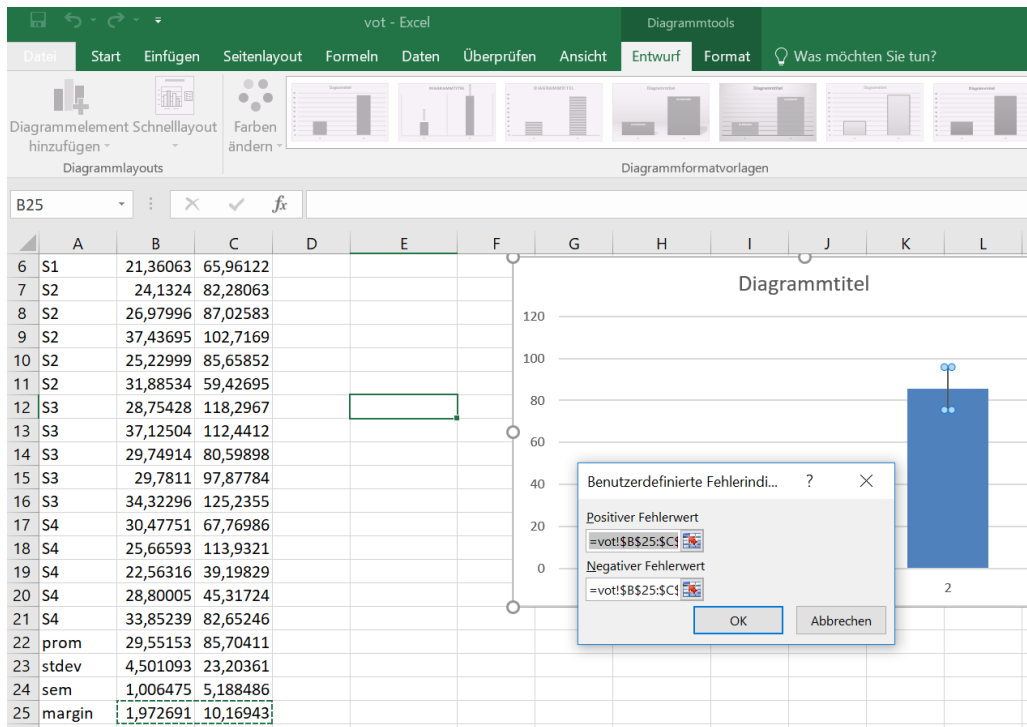 vot - Excel
Diagrammtools
Datei Start Einfügen Seitenlayout Formeln Daten Überprüfen Ansicht Entwurf Format Was möchten Sie tun?
Diagrammelement hinzufügen
Schnelllayout
Farben ändern
Diagrammlayouts
Diagrammformatvorlagen
B25 fx
A B C D E F G H I J K L
6 S1 21,36063 65,96122
7 S2 24,1324 82,28063
8 S2 26,97996 87,02583
9 S2 37,43695 102,7169
10 S2 25,22999 85,65852
11 S2 31,88534 59,42695
12 S3 28,75428 118,2967
13 S3 37,12504 112,4412
14 S3 29,74914 80,59898
15 S3 29,7811 97,87784
16 S3 34,32296 125,2355
17 S4 30,47751 67,76986
18 S4 25,66593 113,9321
19 S4 22,56316 39,19829
20 S4 28,80005 45,31724
21 S4 33,85239 82,65246
22 prom 29,55153 85,70411
23 stdev 4,501093 23,20361
24 sem 1,006475 5,188486
25 margin 1,972691 10,16943
Diagrammtitel
120
100
80
60
40
20
0
2
Benutzerdefinierte Fehlerindi... ?
Positiver Fehlerwert
=vot!$B$25:$C$
Negativer Fehlerwert
=vot!$B$25:$C$
OK Abbrechen